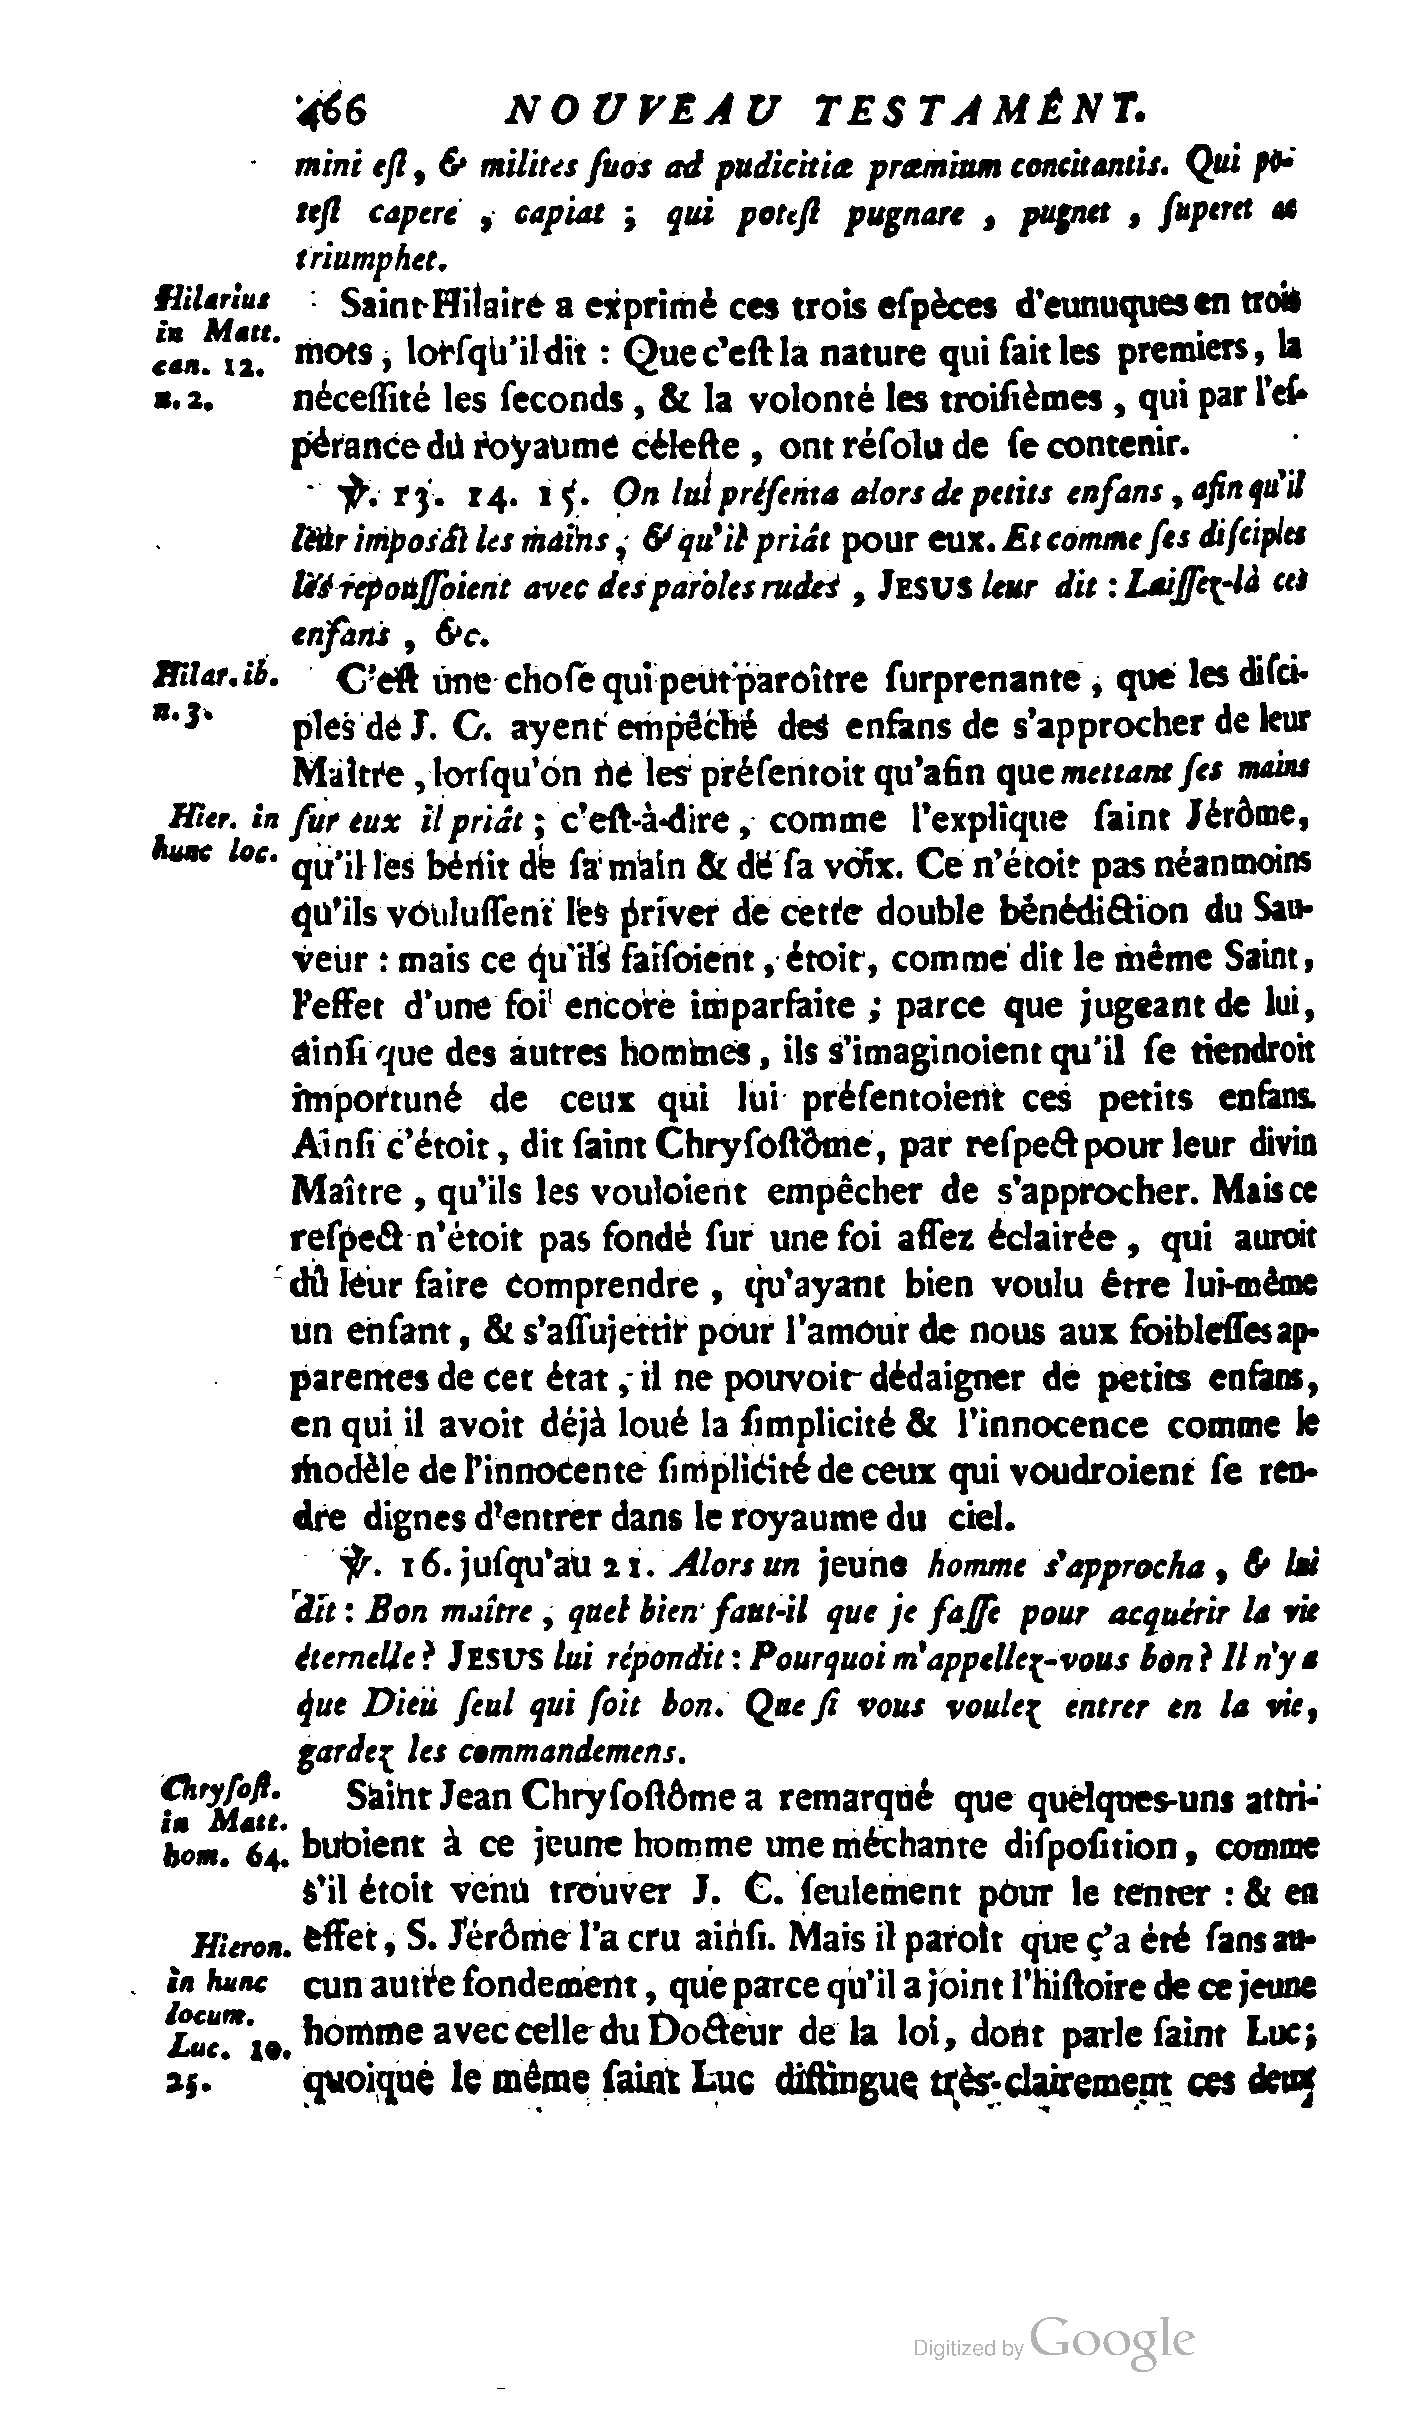 466 NOUVEAU TESTAMENT.
mini eſt, & milites ſuos ad pudicitiæ præmium concitantis. Qui po-
teſt capere, capiat ; qui poteſt pugnare, pugnet, ſuperet ac
triumphet.
Hilarius
in Matt.
can. 12.
n. 2.
Saint Hilaire a exprimé ces trois eſpèces d'eunuques en trois
mots, lorſqu'il dit : Que c'eſt la nature qui fait les premiers, la
néceſſité les ſeconds, & la volonté les troiſièmes, qui par l'eſ-
pérance du royaume céleſte, ont réſolu de ſe contenir.
℣. 13. 14. 15. On lui préſenta alors de petits enfans, afin qu'il
leur imposât les mains, & qu'il priât pour eux. Et comme ſes diſciples
les repouſſoient avec des paroles rudes, JESUS leur dit : Laiſſez-là ces
enfans, &c.
Hilar. ib.
n. 3.
C'eſt une choſe qui peut paroître ſurprenante, que les diſci-
ples de J. C. ayent empêché des enfans de s'approcher de leur
Maître, lorſqu'on ne les préſentoit qu'afin que mettant ſes mains
Hier. in
hunc loc.
ſur eux il priât ; c'eſt-à-dire, comme l'explique ſaint Jérôme,
qu'il les bénit de ſa main & de ſa voix. Ce n'étoit pas néanmoins
qu'ils vouluſſent les priver de cette double bénédiction du Sau-
veur : mais ce qu'ils faiſoient, étoit, comme dit le même Saint,
l'effet d'une foi encore imparfaite ; parce que jugeant de lui,
ainſi que des autres hommes, ils s'imaginoient qu'il ſe tiendroit
importuné de ceux qui lui préſentoient ces petits enfans.
Ainſi c'étoit, dit ſaint Chryſoſtôme, par reſpect pour leur divin
Maître, qu'ils les vouloient empêcher de s'approcher. Mais ce
reſpect n'étoit pas fondé ſur une foi aſſez éclairée, qui auroit
dû leur faire comprendre, qu'ayant bien voulu être lui-même
un enfant, & s'aſſujettir pour l'amour de nous aux foibleſſes ap-
parentes de cet état, il ne pouvoit dédaigner de petits enfans,
en qui il avoit déjà loué la ſimplicité & l'innocence comme le
modèle de l'innocente ſimplicité de ceux qui voudroient ſe ren-
dre dignes d'entrer dans le royaume du ciel.
℣. 16. juſqu'au 21. Alors un jeune homme s'approcha, & lui
dit : Bon maître, quel bien faut-il que je faſſe pour acquérir la vie
éternelle ? JESUS lui répondit : Pourquoi m'appellez-vous bon ? Il n'y a
que Dieu ſeul qui ſoit bon. Que ſi vous voulez entrer en la vie,
gardez les commandemens.
Chryſoſt.
in Matt.
hom. 64.
Saint Jean Chryſoſtôme a remarqué que quelques-uns attri-
buoient à ce jeune homme une méchante diſpoſition, comme
s'il étoit venu trouver J. C. ſeulement pour le tenter : & en
Hieron.
in hunc
locum.
Luc. 10.
25.
effet, S. Jérôme l'a cru ainſi. Mais il paroît que ç'a été ſans au-
cun autre fondement, que parce qu'il a joint l'hiſtoire de ce jeune
homme avec celle du Docteur de la loi, dont parle ſaint Luc ;
quoique le même ſaint Luc diſtingue très-clairement ces deux
Digitized by Google